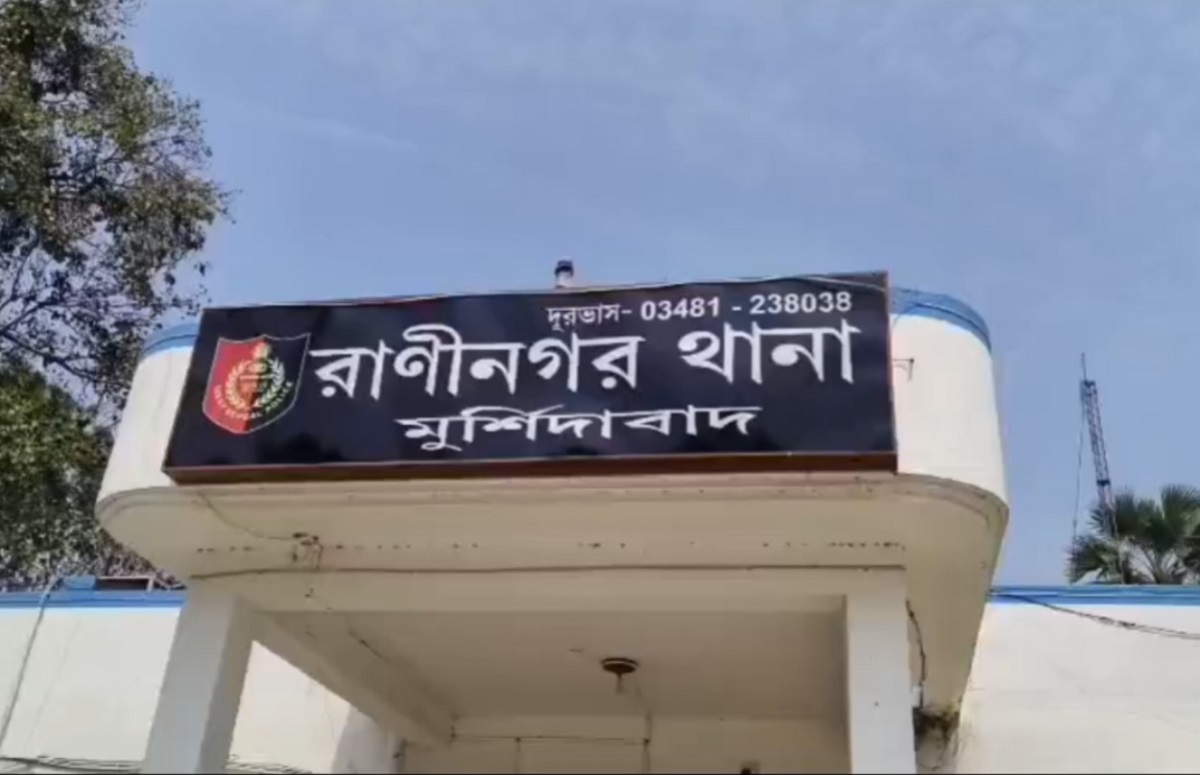 দূরভাস- 03481 - 238038
রাণীনগর থানা
মুর্শিদাবাদ